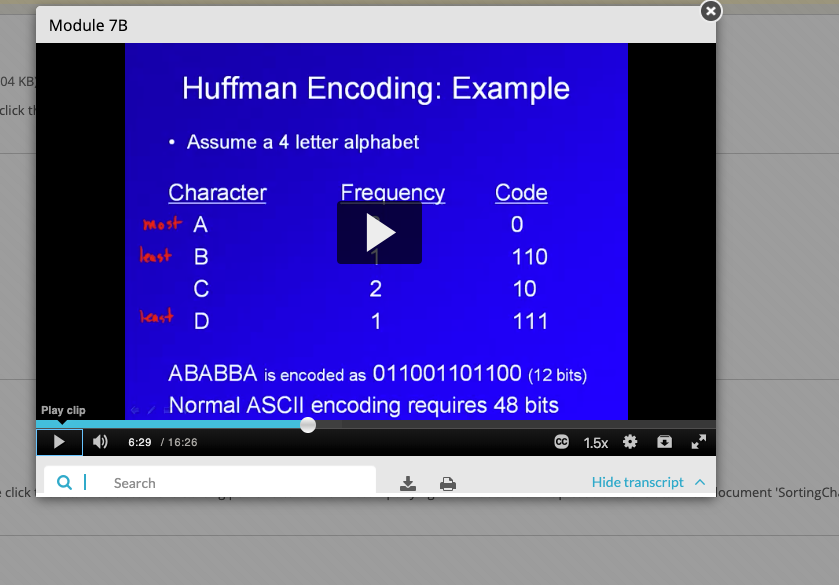 Module 7B
04 KB)
click th
Huffman Encoding: Example
• Assume a 4 letter alphabet
Character Frequency Code
most A 0
least B 1 110
C 2 10
least D 1 111
ABABBA is encoded as 011001101100 (12 bits)
Normal ASCII encoding requires 48 bits
Play clip
6:29 / 16:26
CC 1.5x
Search
Hide transcript
click
ocument 'SortingCha